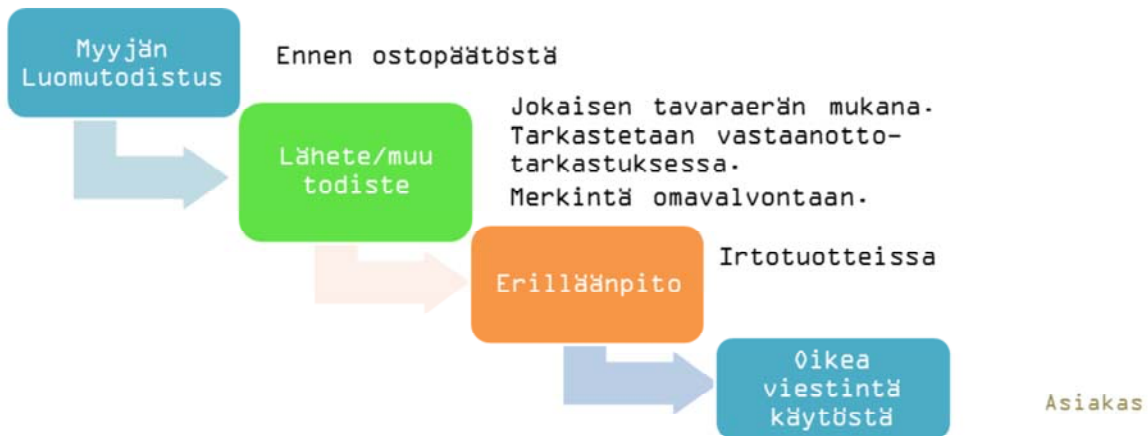 Myyjän
Luomutodistus
Ennen ostopäätöstä
Lähete/muu
todiste
Jokaisen tavaraerän mukana.
Tarkastetaan vastaanotto-
tarkastuksessa.
Merkintä omavalvontaan.
Erilläänpito
Irtotuotteissa
Oikea
viestintä
käytöstä
Asiakas